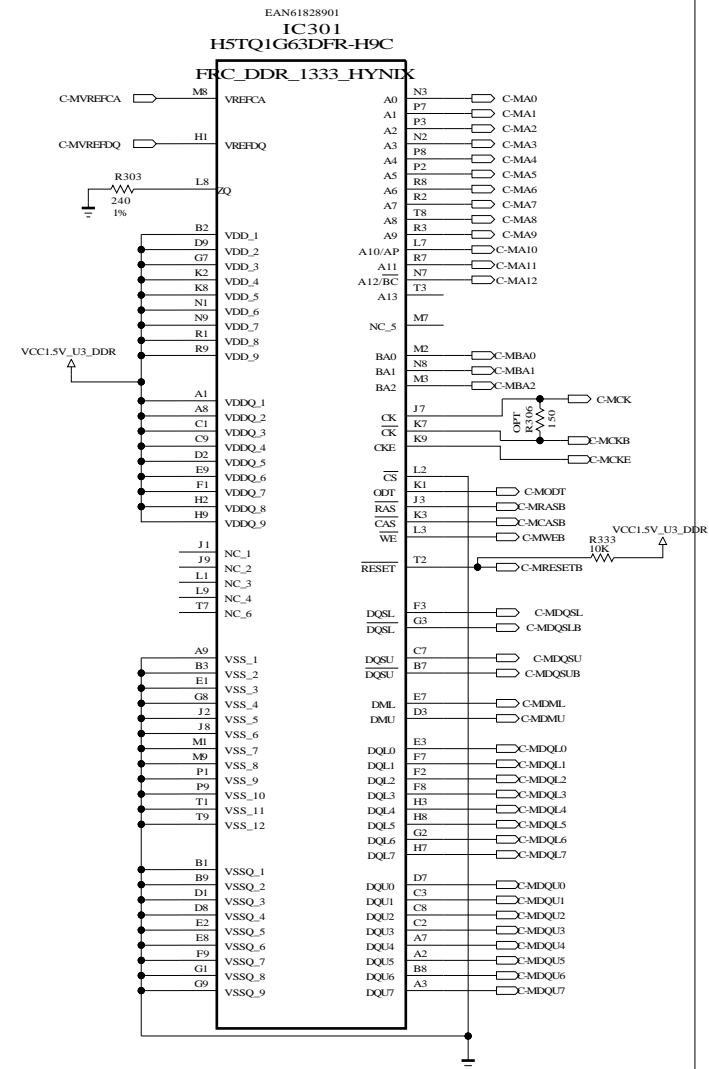 EAN61828901
IC301
H5TQ1G63DFR-H9C
FRC_DDR_1333_HYNIX
C-MVREFCA M8 VREFCA
C-MVREFDQ H1 VREFDQ
R303
240
1%
L8 ZQ
B2 VDD_1
D9 VDD_2
G7 VDD_3
K2 VDD_4
K8 VDD_5
N1 VDD_6
N9 VDD_7
R1 VDD_8
R9 VDD_9
VCC1.5V_U3_DDR
A1 VDDQ_1
A8 VDDQ_2
C1 VDDQ_3
C9 VDDQ_4
D2 VDDQ_5
E9 VDDQ_6
F1 VDDQ_7
H2 VDDQ_8
H9 VDDQ_9
J1 NC_1
J9 NC_2
L1 NC_3
L9 NC_4
T7 NC_6
A9 VSS_1
B3 VSS_2
E1 VSS_3
G8 VSS_4
J2 VSS_5
J8 VSS_6
M1 VSS_7
M9 VSS_8
P1 VSS_9
P9 VSS_10
T1 VSS_11
T9 VSS_12
B1 VSSQ_1
B9 VSSQ_2
D1 VSSQ_3
D8 VSSQ_4
E2 VSSQ_5
E8 VSSQ_6
F9 VSSQ_7
G1 VSSQ_8
G9 VSSQ_9
A0 N3 C-MA0
A1 P7 C-MA1
A2 P3 C-MA2
A3 N2 C-MA3
A4 P8 C-MA4
A5 P2 C-MA5
A6 R8 C-MA6
A7 R2 C-MA7
A8 T8 C-MA8
A9 R3 C-MA9
A10/AP L7 C-MA10
A11 R7 C-MA11
A12/BC N7 C-MA12
A13 T3
NC_5 M7
BA0 M2 C-MBA0
BA1 N8 C-MBA1
BA2 M3 C-MBA2
CK J7 C-MCK
OPT
R306
150
CK K7 C-MCKB
CKE K9 C-MCKE
CS L2
ODT K1 C-MODT
RAS J3 C-MRASB
CAS K3 C-MCASB
WE L3 C-MWEB
R333
10K
VCC1.5V_U3_DDR
RESET T2 C-MRESETB
DQSL F3 C-MDQSL
DQSL G3 C-MDQSLB
DQSU C7 C-MDQSU
DQSU B7 C-MDQSUB
DML E7 C-MDML
DMU D3 C-MDMU
DQL0 E3 C-MDQL0
DQL1 F7 C-MDQL1
DQL2 F2 C-MDQL2
DQL3 F8 C-MDQL3
DQL4 H3 C-MDQL4
DQL5 H8 C-MDQL5
DQL6 G2 C-MDQL6
DQL7 H7 C-MDQL7
DQU0 D7 C-MDQU0
DQU1 C3 C-MDQU1
DQU2 C8 C-MDQU2
DQU3 C2 C-MDQU3
DQU4 A7 C-MDQU4
DQU5 A2 C-MDQU5
DQU6 B8 C-MDQU6
DQU7 A3 C-MDQU7